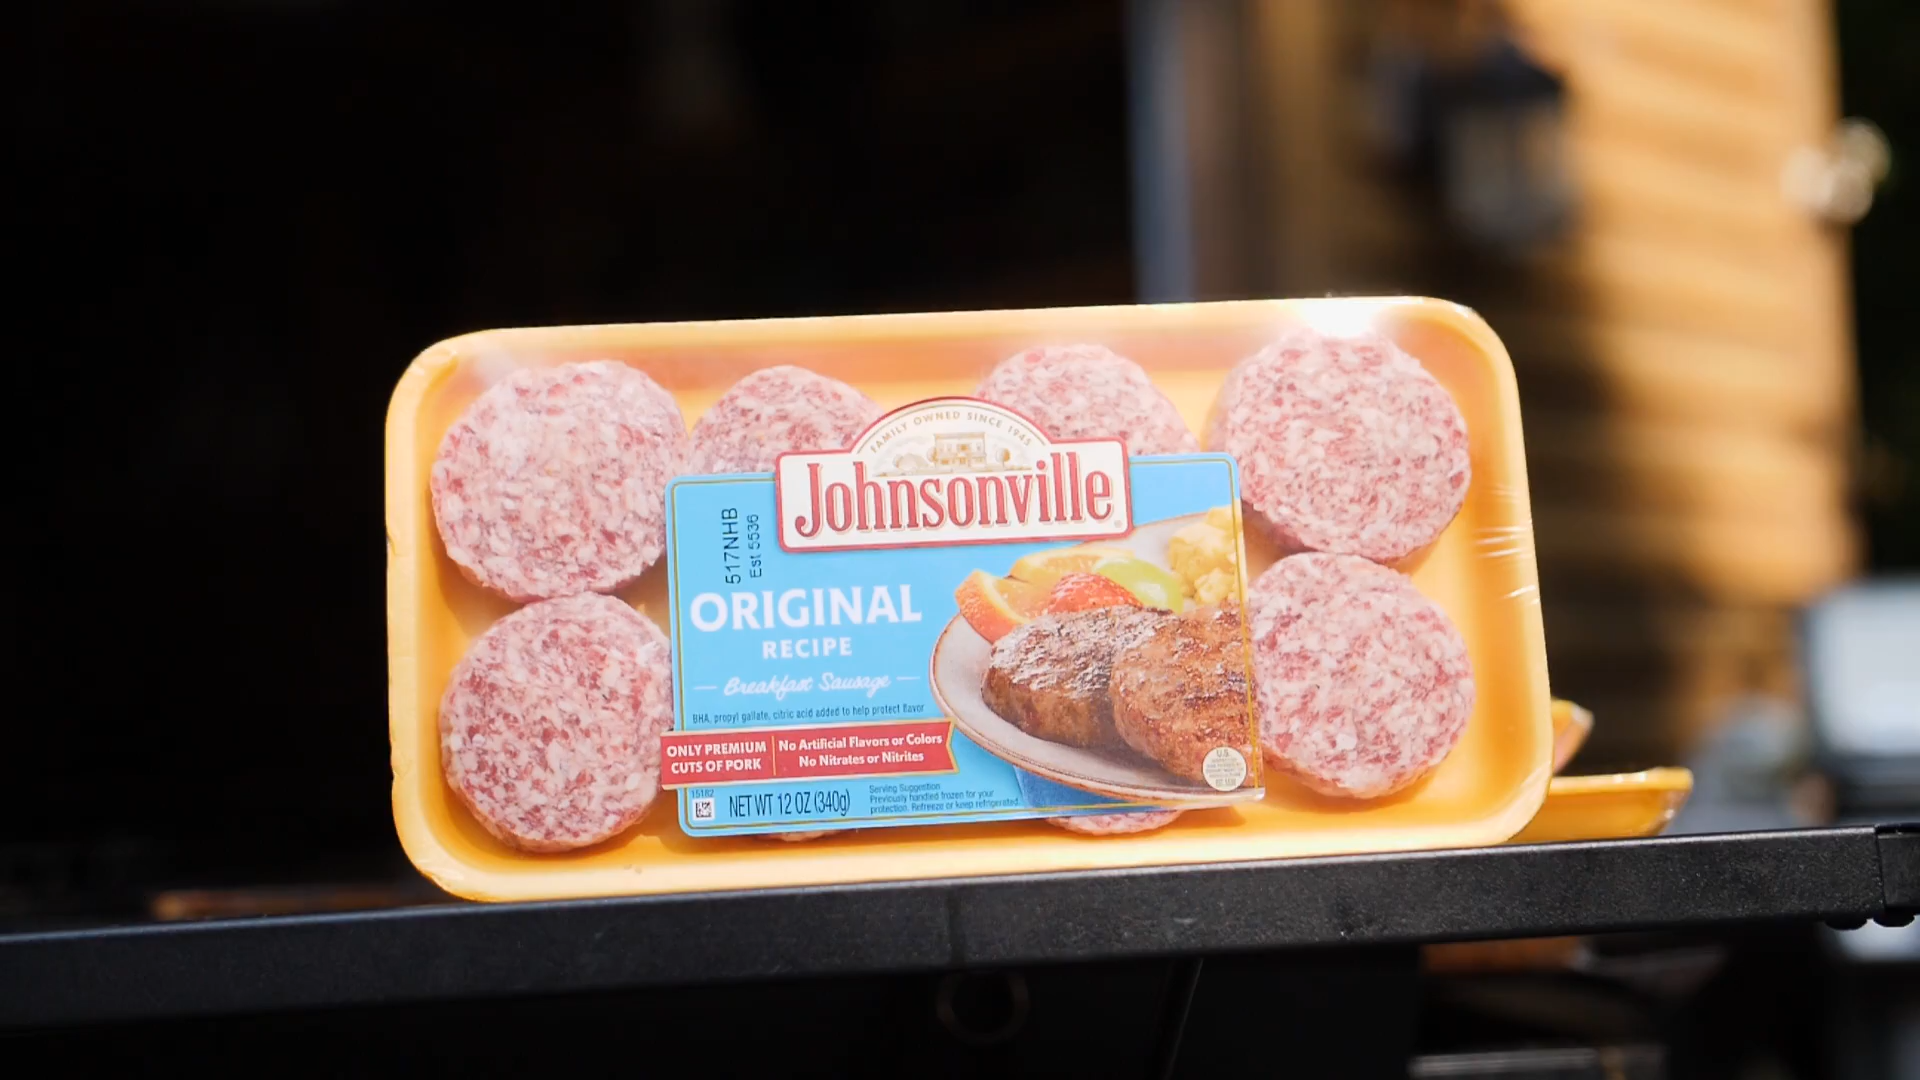 FAMILY OWNED SINCE 1945
Johnsonville
517NHB
Est 5536
ORIGINAL
RECIPE
Breakfast Sausage
BHA, propyl gallate, citric acid added to help protect flavor
ONLY PREMIUM
CUTS OF PORK
No Artificial Flavors or Colors
No Nitrates or Nitrites
15182
NET WT 12 OZ (340g)
Serving Suggestion
Previously handled frozen for your
protection. Refreeze or keep refrigerated.
U.S.